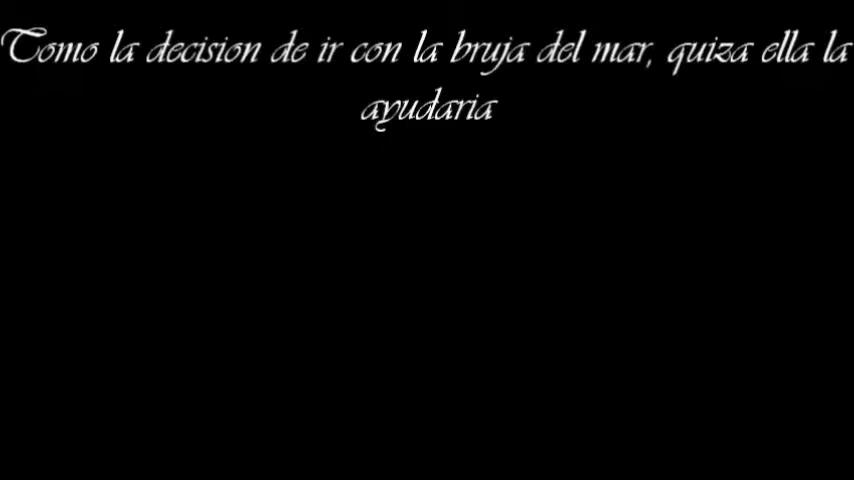 Tomo la decision de ir con la bruja del mar, quiza ella la
ayudaria